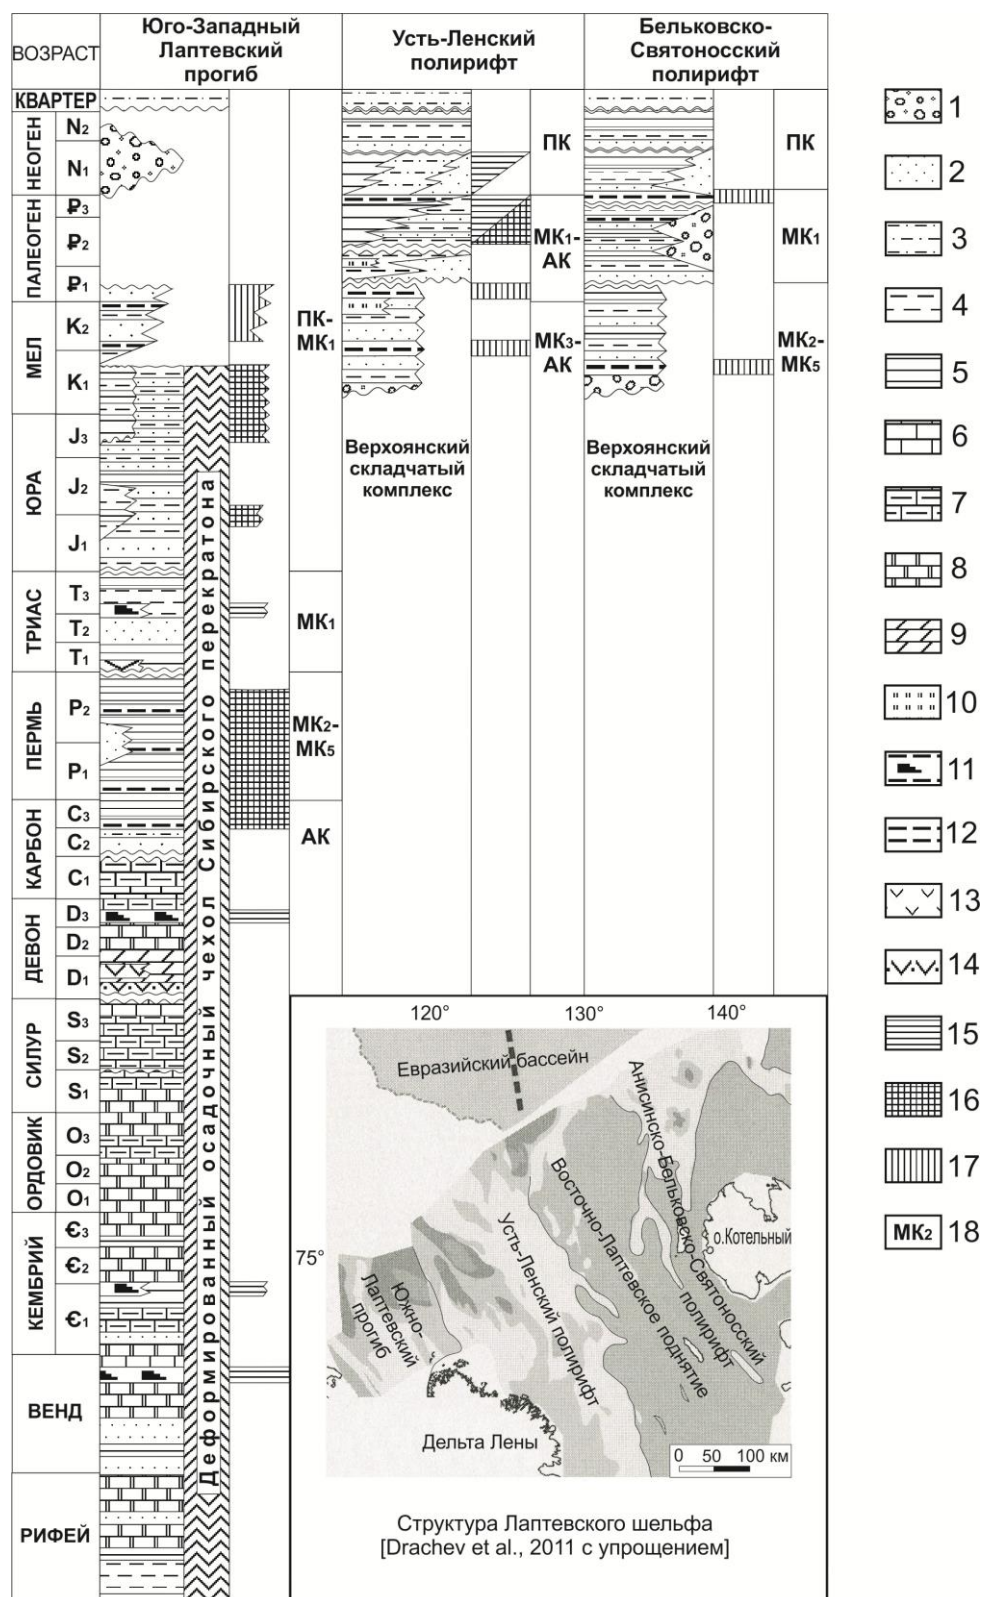 ВОЗРАСТ
Юго-Западный
Лаптевский
прогиб
Усть-Ленский
полирифт
Бельковско-
Святоносский
полирифт
КВАРТЕР
НЕОГЕН
N2
N1
ПАЛЕОГЕН
₽3
₽2
₽1
МЕЛ
K2
K1
ЮРА
J3
J2
J1
ТРИАС
T3
T2
T1
ПЕРМЬ
P2
P1
КАРБОН
C3
C2
C1
ДЕВОН
D3
D2
D1
СИЛУР
S3
S2
S1
ОРДОВИК
O3
O2
O1
КЕМБРИЙ
Є3
Є2
Є1
ВЕНД
РИФЕЙ
Деформированный осадочный чехол Сибирского перекратона
ПК-
МК1
МК1
МК2-
МК5
АК
ПК
МК1-
АК
МК3-
АК
Верхоянский
складчатый
комплекс
ПК
МК1
МК2-
МК5
Верхоянский
складчатый
комплекс
1
2
3
4
5
6
7
8
9
10
11
12
13
14
15
16
17
МК2 18
120°
130°
140°
75°
Евразийский бассейн
Анисинско-Бельковско-Святоносский
полирифт
Восточно-Лаптевское поднятие
Усть-Ленский полирифт
Южно-
Лаптевский
прогиб
о.Котельный
Дельта Лены
0 50 100 км
Структура Лаптевского шельфа
[Drachev et al., 2011 с упрощением]